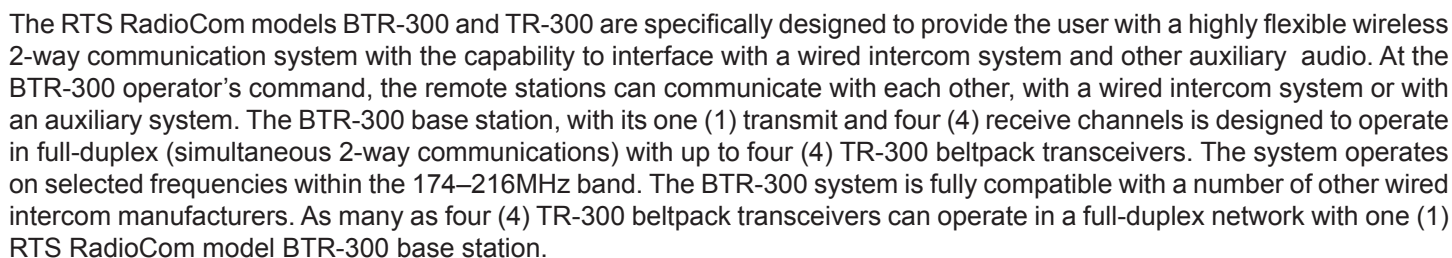 The RTS RadioCom models BTR-300 and TR-300 are specifically designed to provide the user with a highly flexible wireless
2-way communication system with the capability to interface with a wired intercom system and other auxiliary  audio. At the
BTR-300 operator’s command, the remote stations can communicate with each other, with a wired intercom system or with
an auxiliary system. The BTR-300 base station, with its one (1) transmit and four (4) receive channels is designed to operate
in full-duplex (simultaneous 2-way communications) with up to four (4) TR-300 beltpack transceivers. The system operates
on selected frequencies within the 174–216MHz band. The BTR-300 system is fully compatible with a number of other wired
intercom manufacturers. As many as four (4) TR-300 beltpack transceivers can operate in a full-duplex network with one (1)
RTS RadioCom model BTR-300 base station.